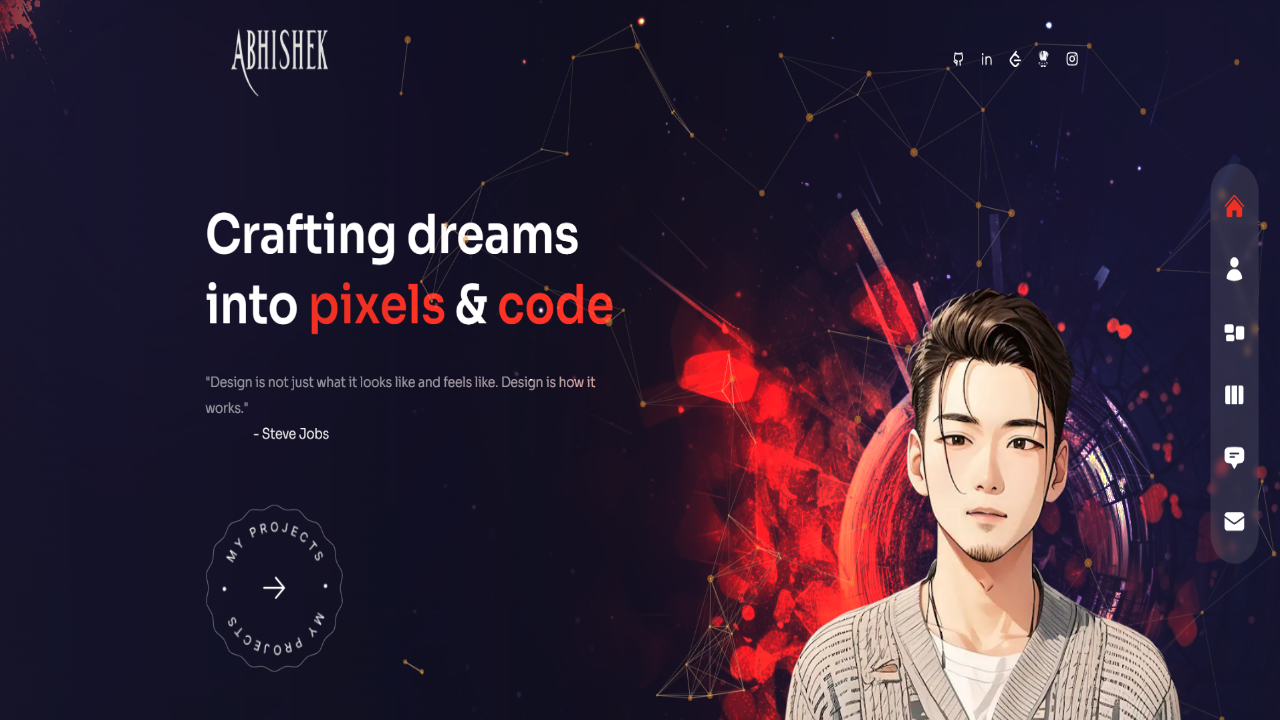 ABHISHEK
in
Crafting dreams
into pixels & code
"Design is not just what it looks like and feels like. Design is how it
works."
- Steve Jobs
MY PROJECTS
MY PROJECTS